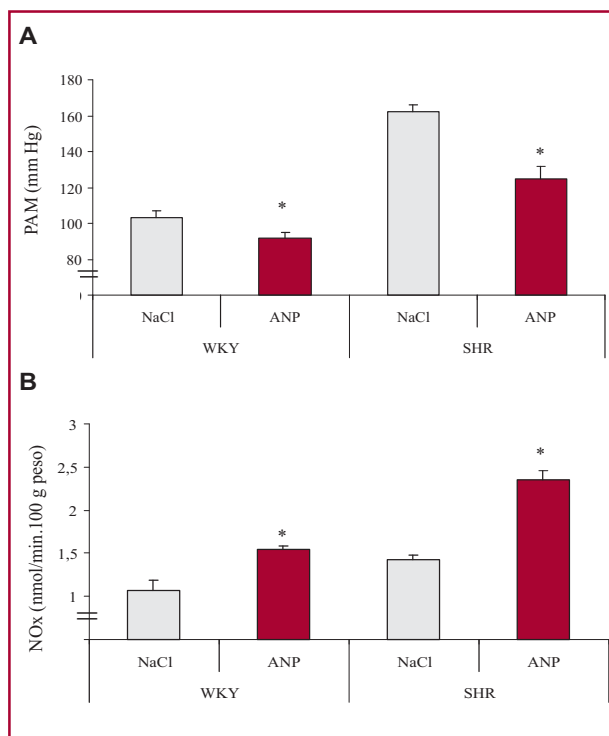 A
180
160
140
120
100
80
PAM (mm Hg)
*
*
NaCl ANP NaCl ANP
WKY SHR
B
3
2,5
2
1,5
1
NOx (nmol/min.100 g peso)
*
*
NaCl ANP NaCl ANP
WKY SHR